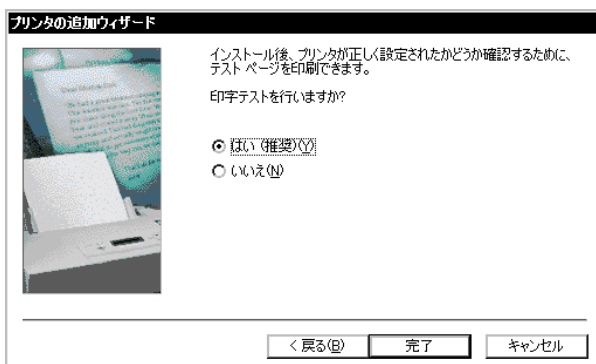 プリンタの追加ウィザード
インストール後、プリンタが正しく設定されたかどうか確認するために、
テスト ページを印刷できます。
印字テストを行いますか?
はい (推奨)(Y)
いいえ(N)
< 戻る(B)
完了
キャンセル